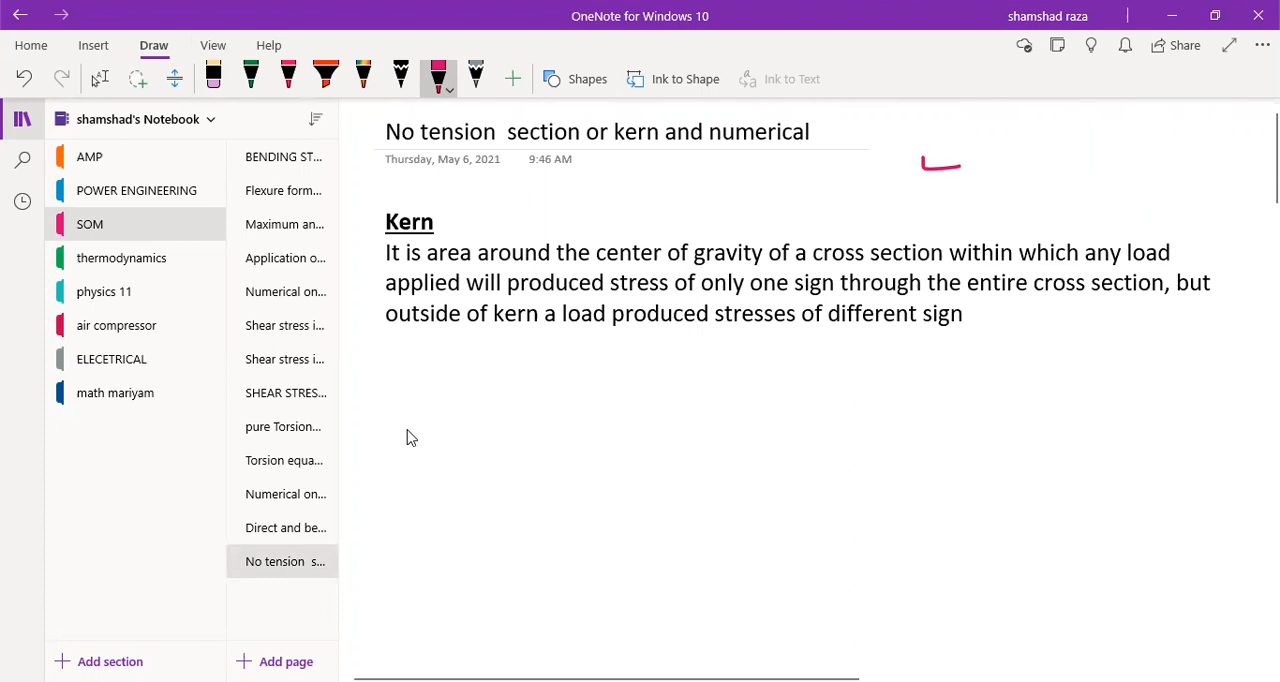 OneNote for Windows 10
shamshad raza
Home Insert Draw View Help
Share
Shapes Ink to Shape Ink to Text
shamshad's Notebook
AMP
POWER ENGINEERING
SOM
thermodynamics
physics 11
air compressor
ELECETRICAL
math mariyam
Add section
BENDING ST...
Flexure form...
Maximum an...
Application o...
Numerical on...
Shear stress i...
Shear stress i...
SHEAR STRES...
pure Torsion...
Torsion equa...
Numerical on...
Direct and be...
No tension s...
Add page
No tension section or kern and numerical
Thursday, May 6, 2021 9:46 AM
Kern
It is area around the center of gravity of a cross section within which any load
applied will produced stress of only one sign through the entire cross section, but
outside of kern a load produced stresses of different sign